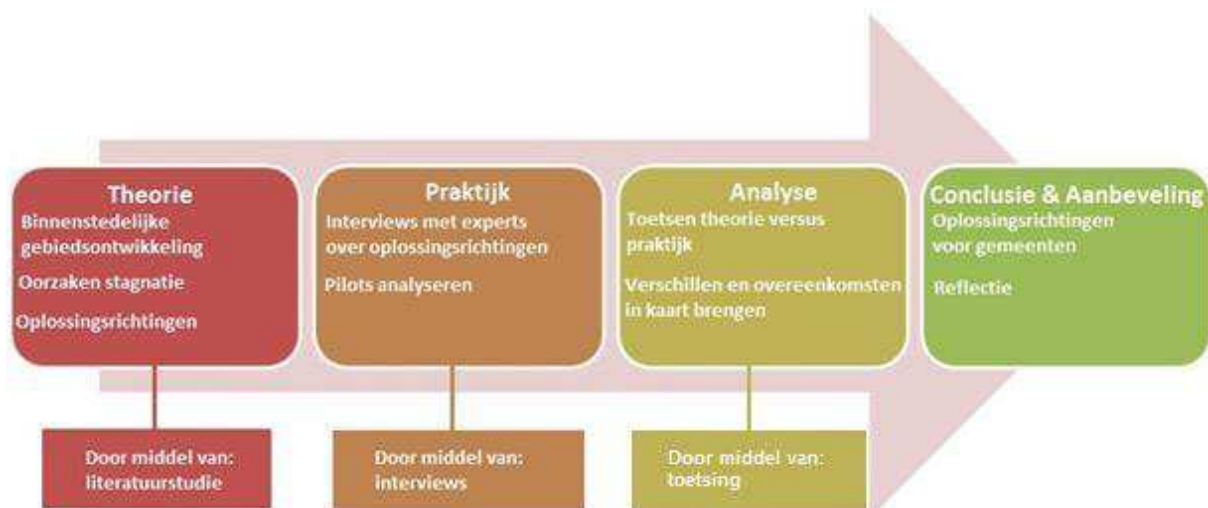 Theorie
Binnenstedelijke
gebiedsontwikkeling
Oorzaken stagnatie
Oplossingsrichtingen
Praktijk
Interviews met experts
over oplossingsrichtingen
Pilots analyseren
Analyse
Toetsen theorie versus
praktijk
Verschillen en overeenkomsten
in kaart brengen
Conclusie & Aanbeveling
Oplossingsrichtingen
voor gemeenten
Reflectie
Door middel van:
literatuurstudie
Door middel van:
interviews
Door middel van:
toetsing